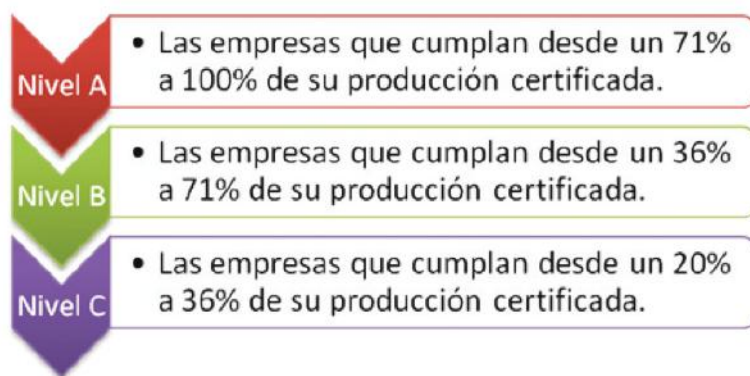 Nivel A
• Las empresas que cumplan desde un 71%
a 100% de su producción certificada.
Nivel B
• Las empresas que cumplan desde un 36%
a 71% de su producción certificada.
Nivel C
• Las empresas que cumplan desde un 20%
a 36% de su producción certificada.